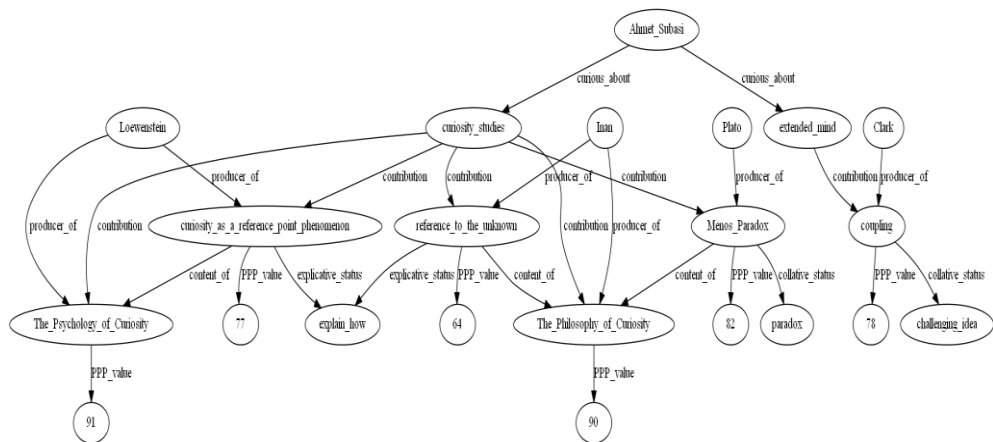 Ahmet_Subasi
curious_about curious_about
Loewenstein curiosity_studies Inan Plato extended_mind Clark
producer_of contribution contribution producer_of contribution producer_of contribution producer_of
producer_of contribution curiosity_as_a_reference_point_phenomenon reference_to_the_unknown contribution producer_of Menos_Paradox coupling
content_of PPP_value explicative_status explicative_status PPP_value content_of content_of PPP_value collative_status PPP_value collative_status
The_Psychology_of_Curiosity 77 explain_how 64 The_Philosophy_of_Curiosity 82 paradox 78 challenging_idea
PPP_value PPP_value
91 90